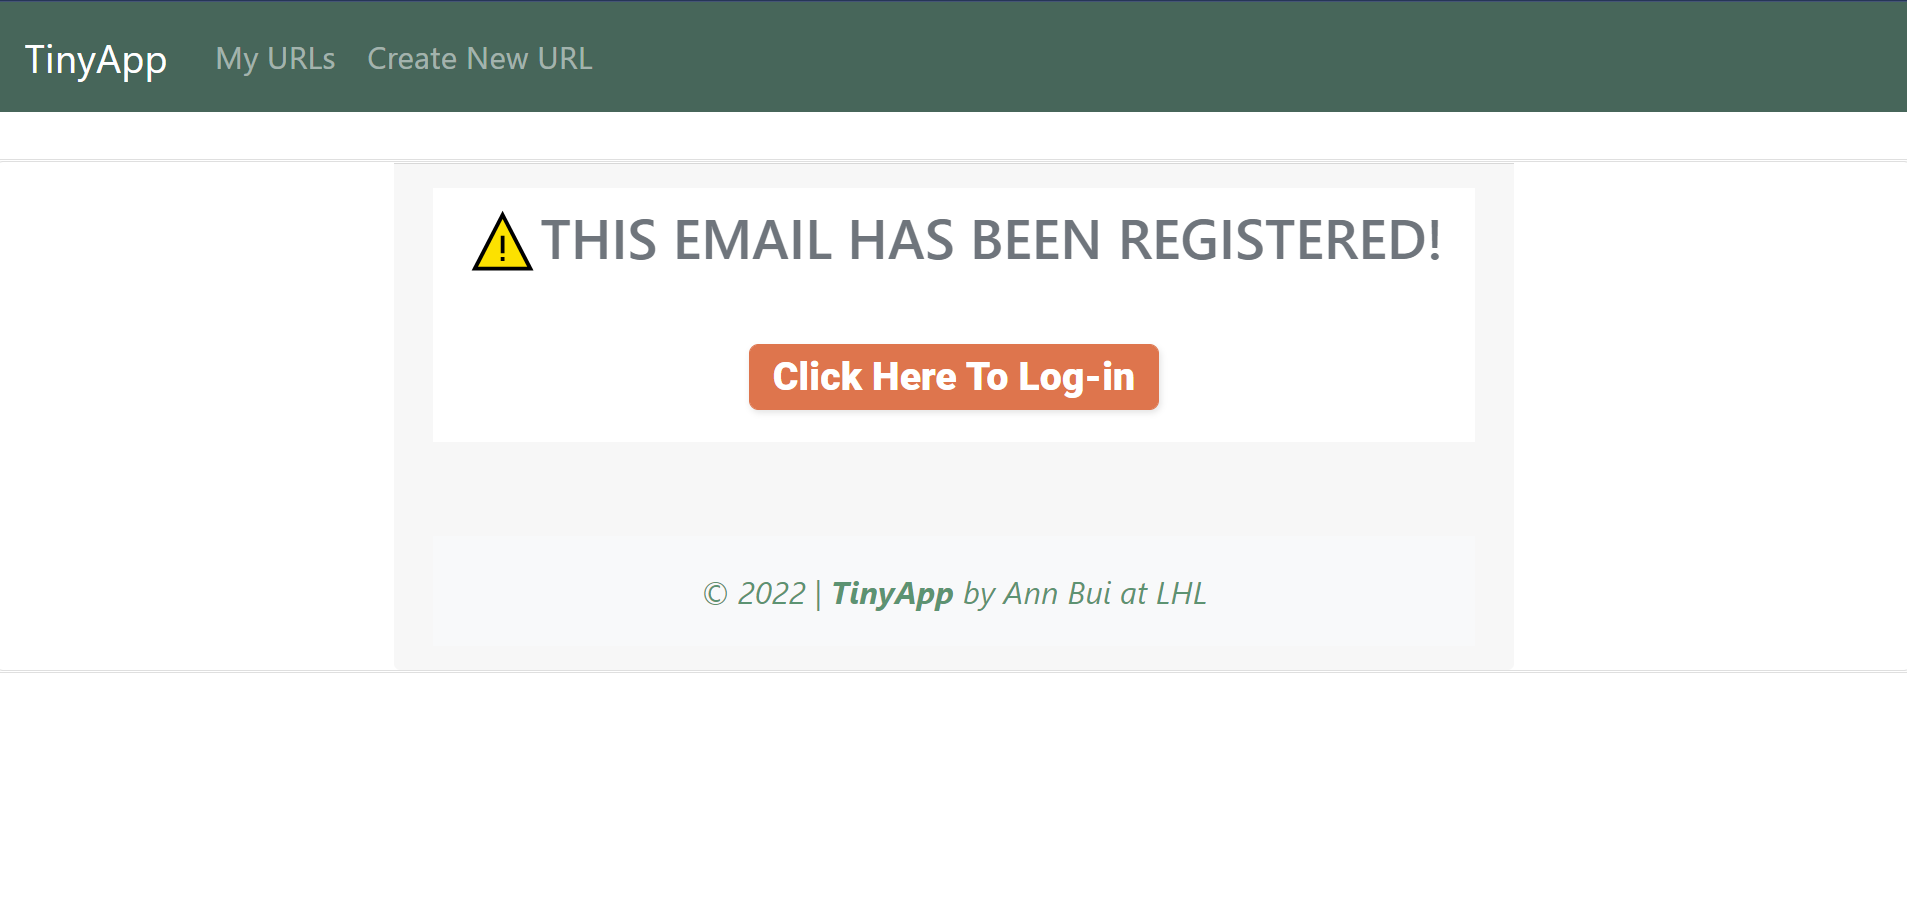 TinyApp My URLs Create New URL
⚠THIS EMAIL HAS BEEN REGISTERED!
Click Here To Log-in
© 2022 | TinyApp by Ann Bui at LHL